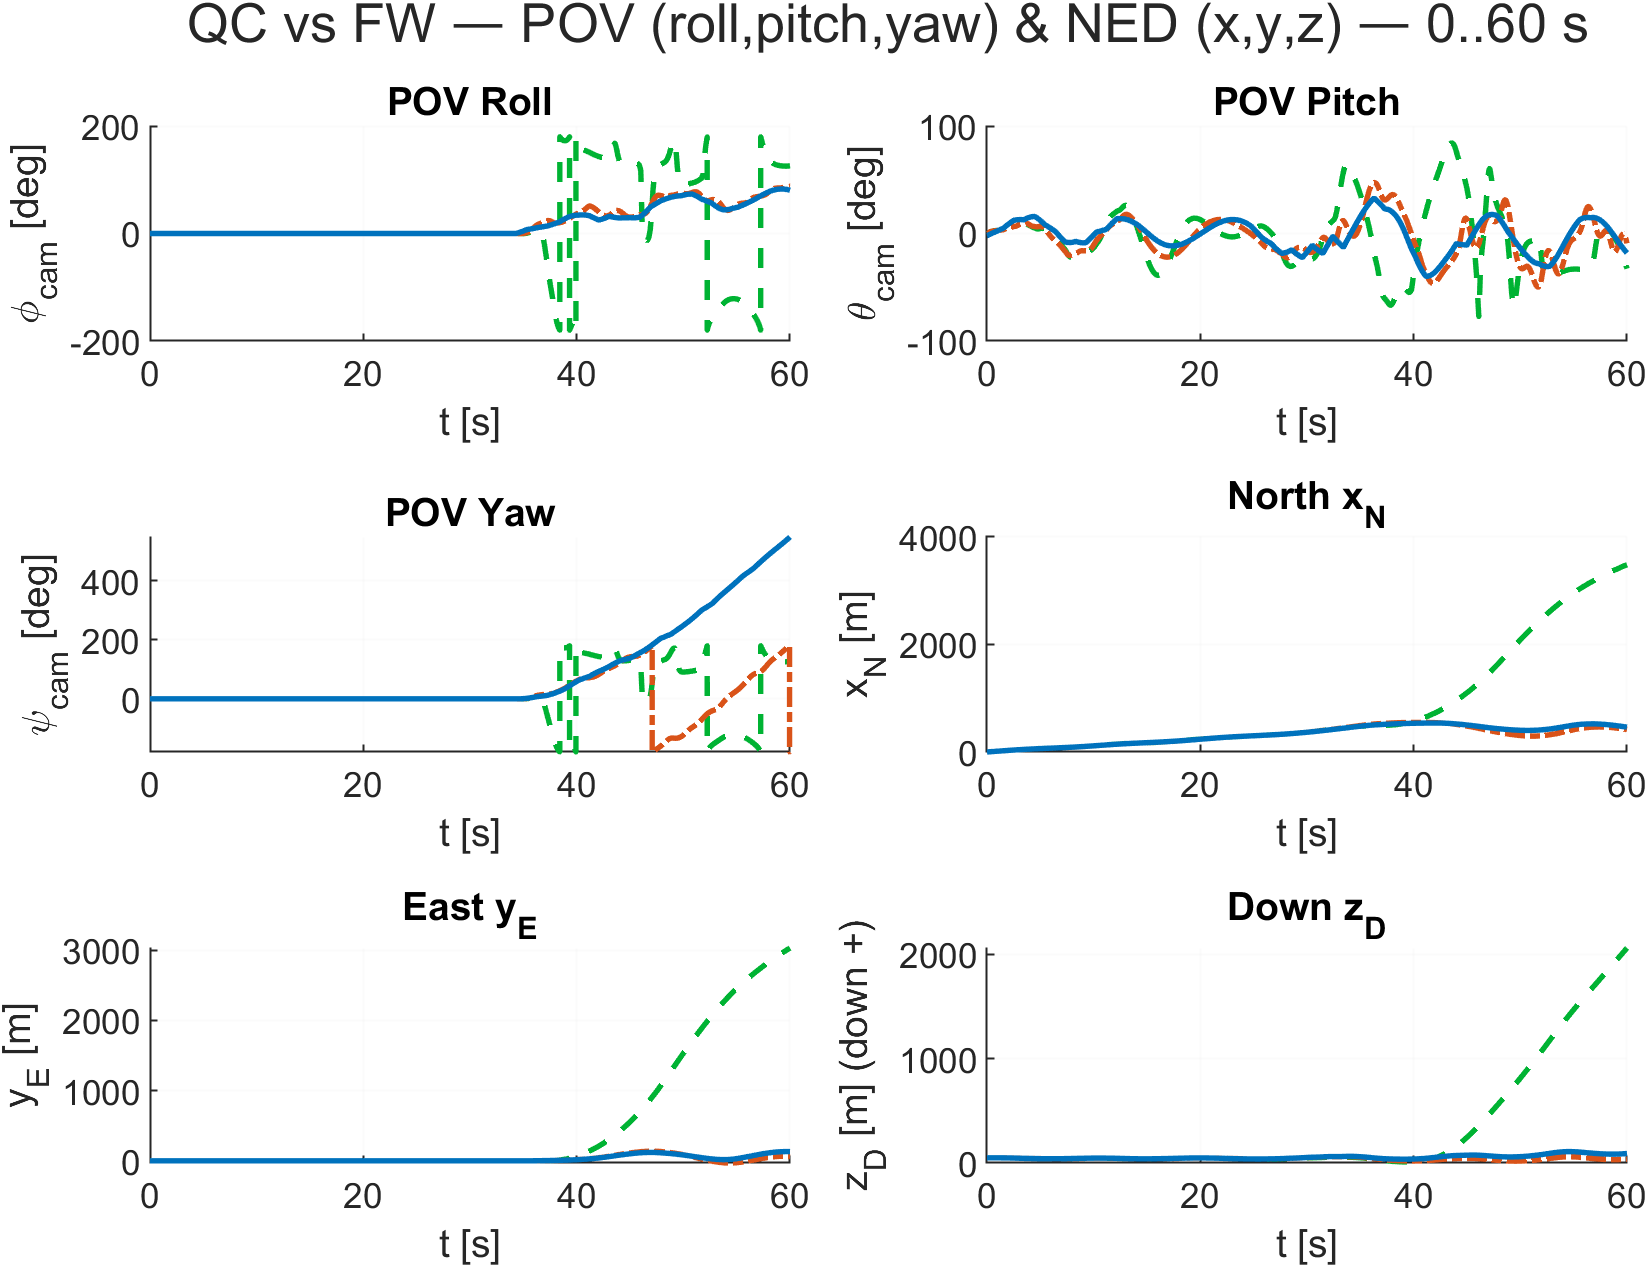 QC vs FW — POV (roll,pitch,yaw) & NED (x,y,z) — 0..60 s
POV Roll
ϕcam [deg]
200
0
-200
0 20 40 60
t [s]
POV Pitch
θcam [deg]
100
0
-100
0 20 40 60
t [s]
POV Yaw
ψcam [deg]
400
200
0
0 20 40 60
t [s]
North xN
xN [m]
4000
2000
0
0 20 40 60
t [s]
East yE
yE [m]
3000
2000
1000
0
0 20 40 60
t [s]
Down zD
zD [m] (down +)
2000
1000
0
0 20 40 60
t [s]